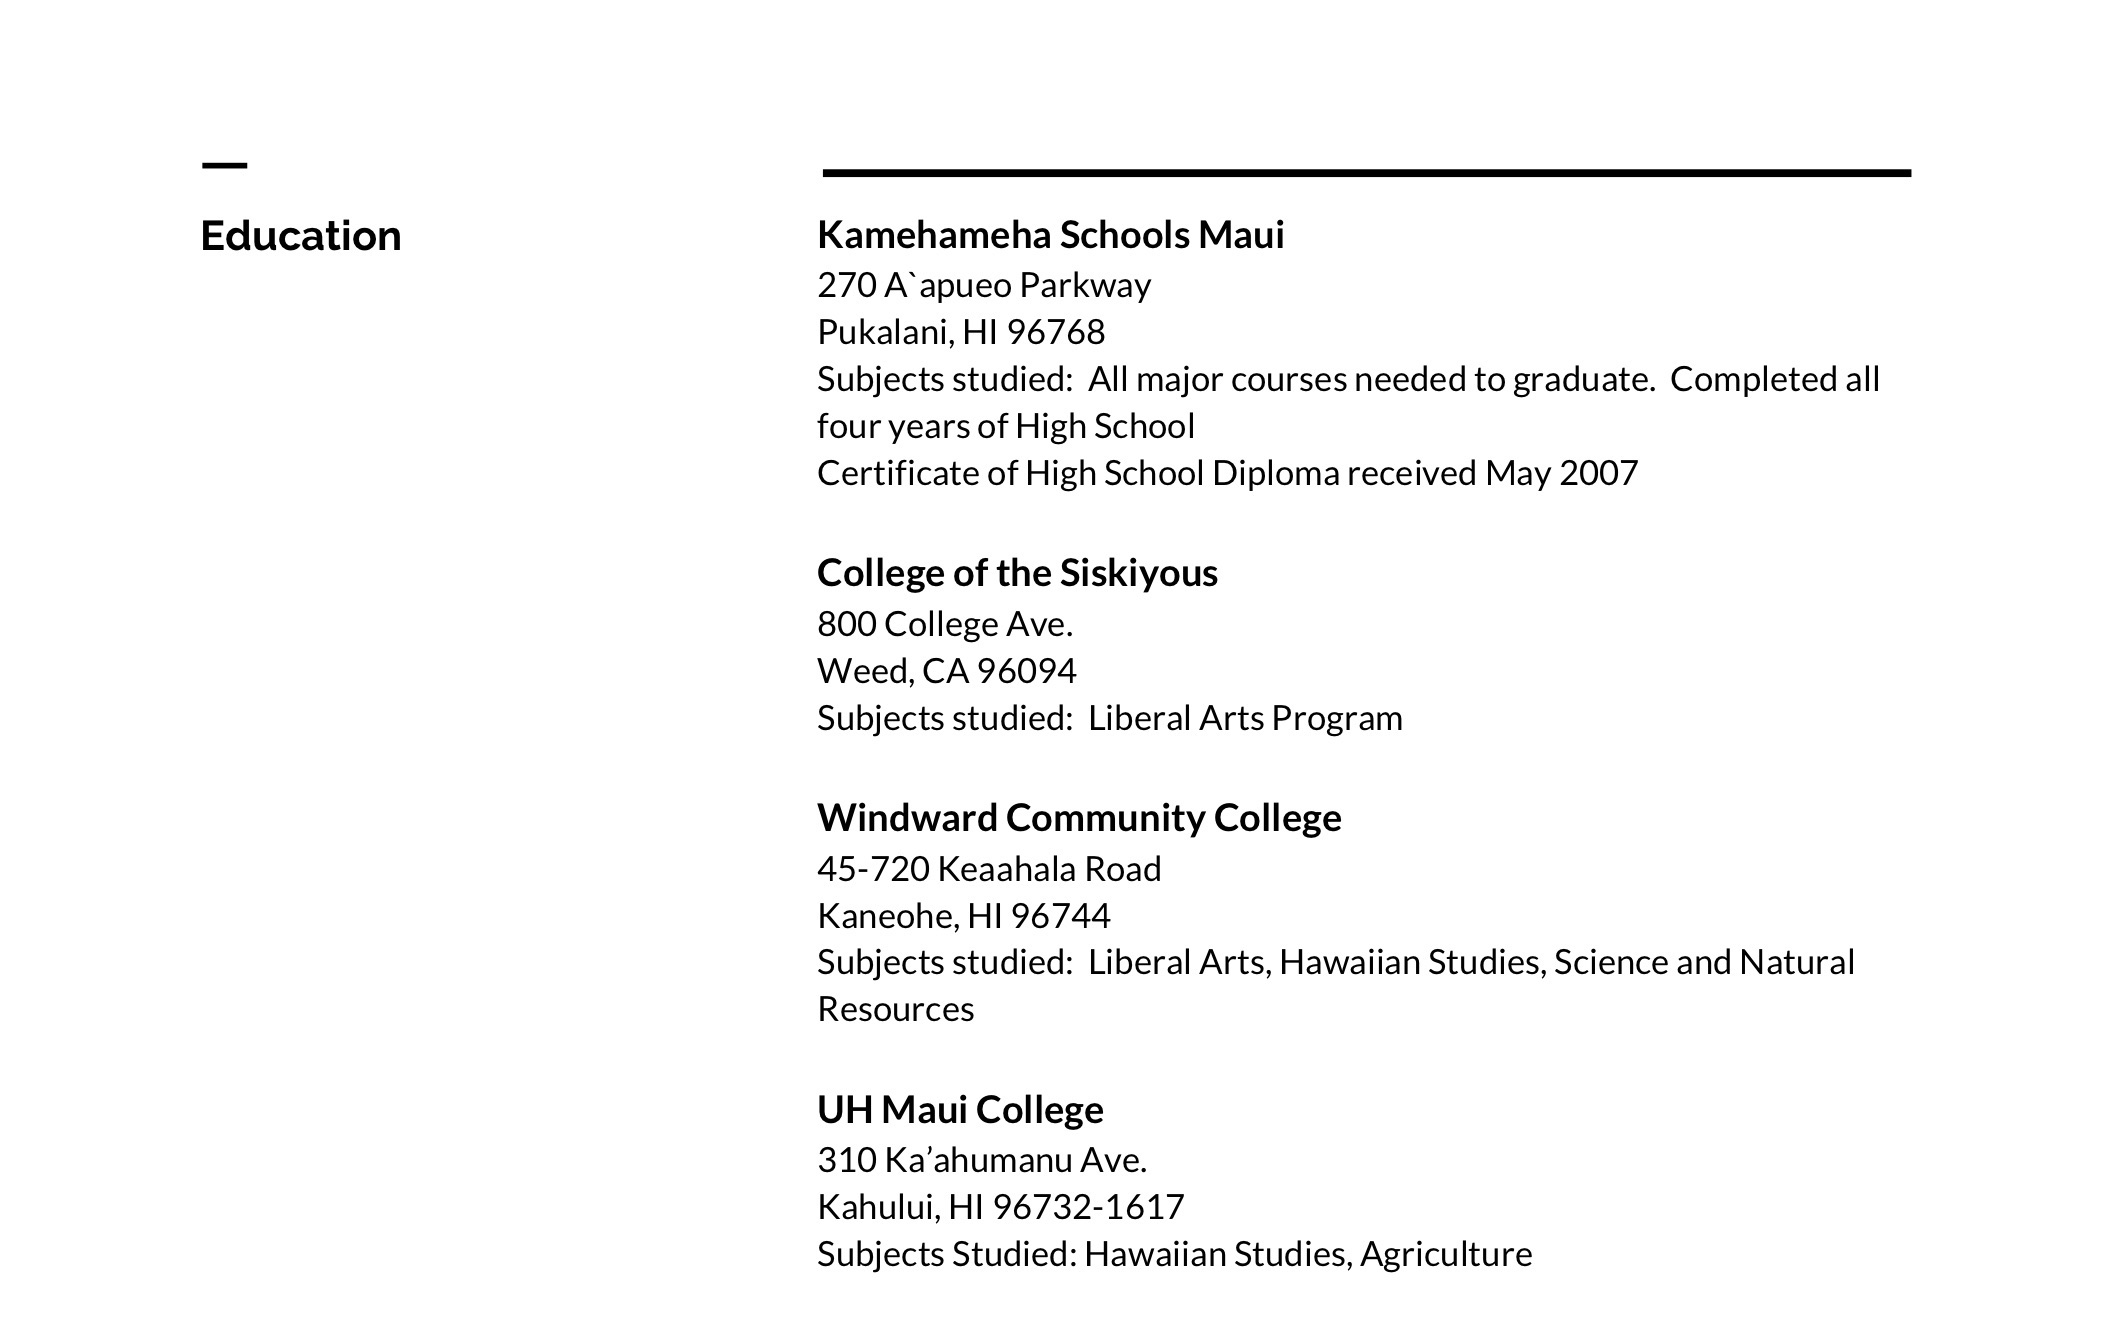 Education
Kamehameha Schools Maui
270 A`apueo Parkway
Pukalani, HI 96768
Subjects studied:  All major courses needed to graduate.  Completed all
four years of High School
Certificate of High School Diploma received May 2007
College of the Siskiyous
800 College Ave.
Weed, CA 96094
Subjects studied:  Liberal Arts Program
Windward Community College
45-720 Keaahala Road
Kaneohe, HI 96744
Subjects studied:  Liberal Arts, Hawaiian Studies, Science and Natural
Resources
UH Maui College
310 Ka’ahumanu Ave.
Kahului, HI 96732-1617
Subjects Studied: Hawaiian Studies, Agriculture